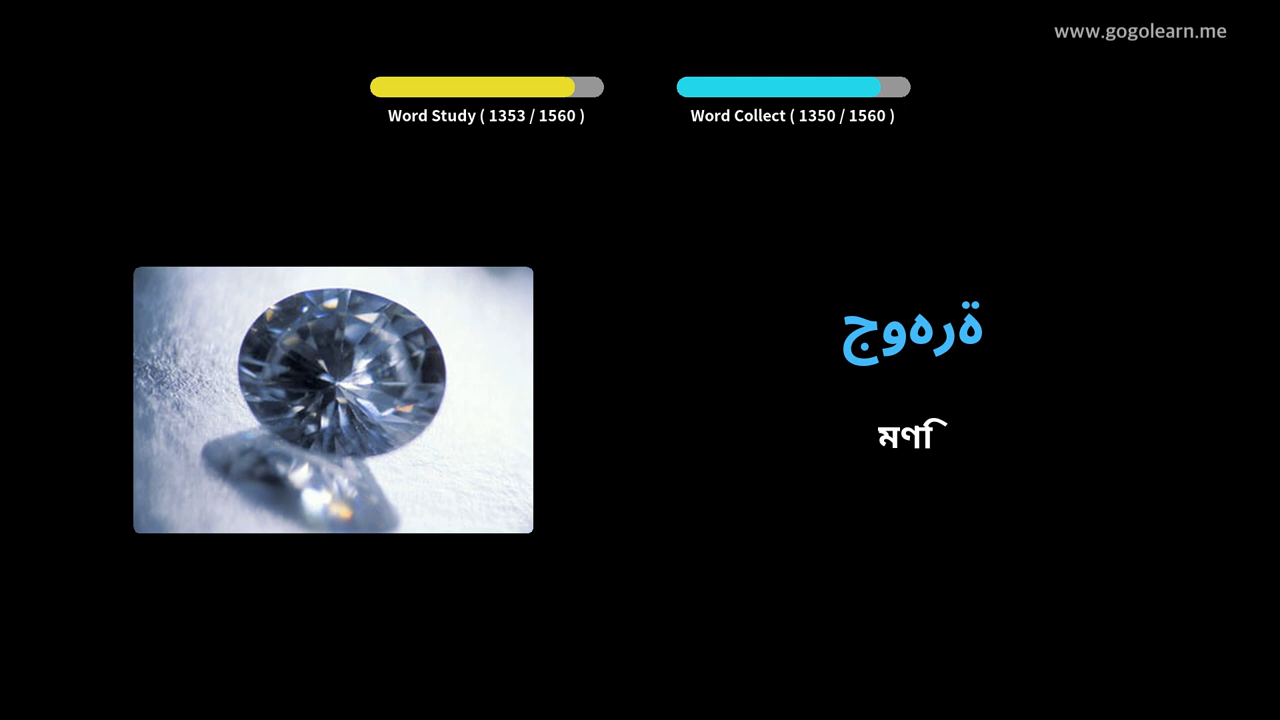 www.gogolearn.me
Word Study ( 1353 / 1560 )
Word Collect ( 1350 / 1560 )
جوهرة
মণি